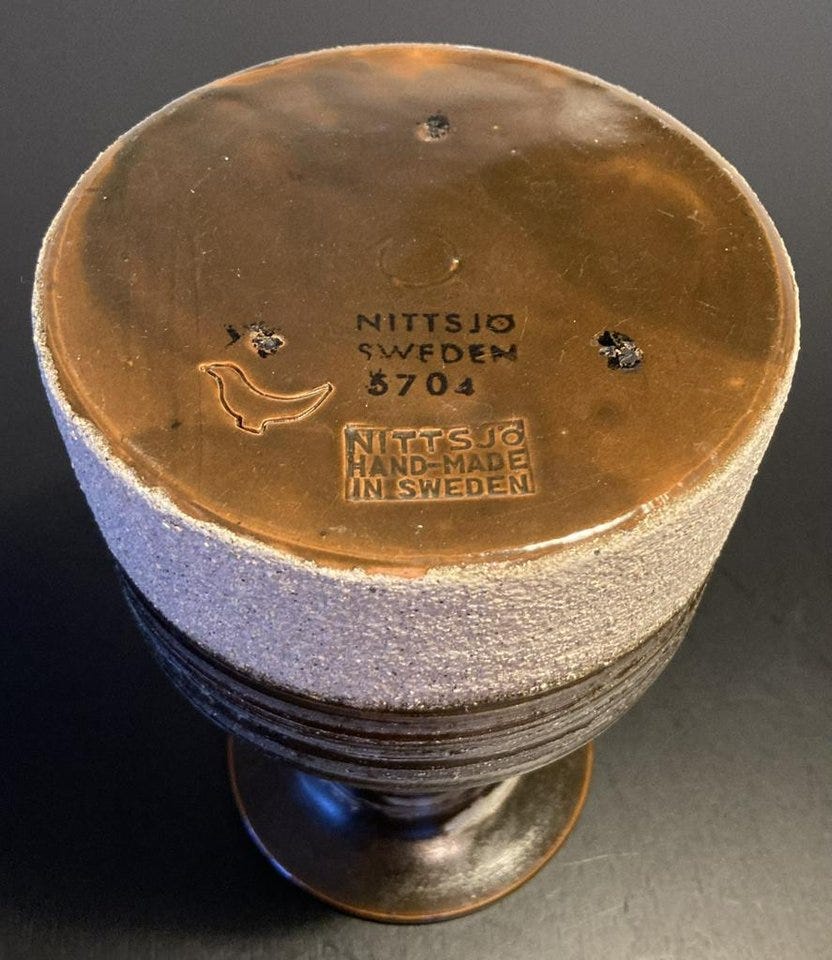 NITTSJÖ
SWEDEN
5704
NITTSJÖ
HAND-MADE
IN SWEDEN